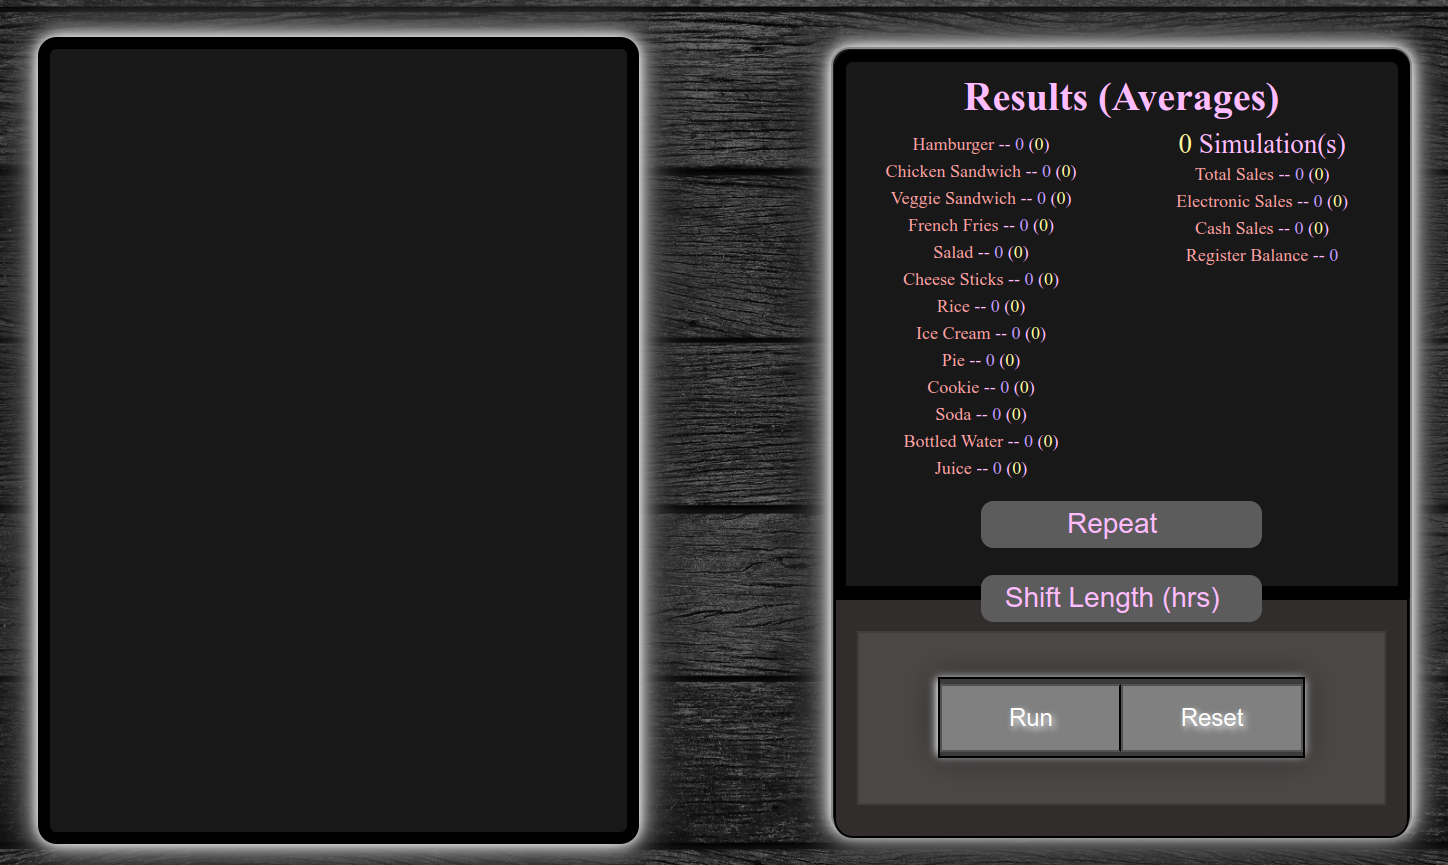 Results (Averages)
Hamburger -- 0 (0)
Chicken Sandwich -- 0 (0)
Veggie Sandwich -- 0 (0)
French Fries -- 0 (0)
Salad -- 0 (0)
Cheese Sticks -- 0 (0)
Rice -- 0 (0)
Ice Cream -- 0 (0)
Pie -- 0 (0)
Cookie -- 0 (0)
Soda -- 0 (0)
Bottled Water -- 0 (0)
Juice -- 0 (0)
0 Simulation(s)
Total Sales -- 0 (0)
Electronic Sales -- 0 (0)
Cash Sales -- 0 (0)
Register Balance -- 0
Repeat
Shift Length (hrs)
Run
Reset